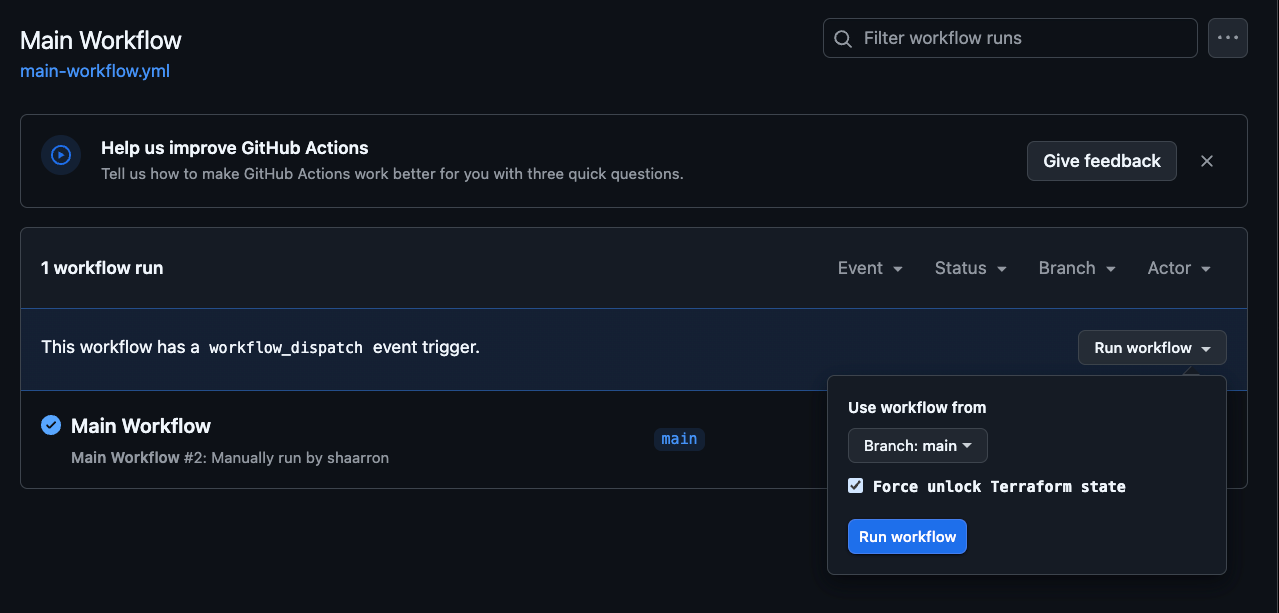 Main Workflow
main-workflow.yml
Filter workflow runs
Help us improve GitHub Actions
Tell us how to make GitHub Actions work better for you with three quick questions.
Give feedback
1 workflow run
Event
Status
Branch
Actor
This workflow has a workflow_dispatch event trigger.
Run workflow
Use workflow from
Branch: main
Force unlock Terraform state
Run workflow
Main Workflow
Main Workflow #2: Manually run by shaarron
main